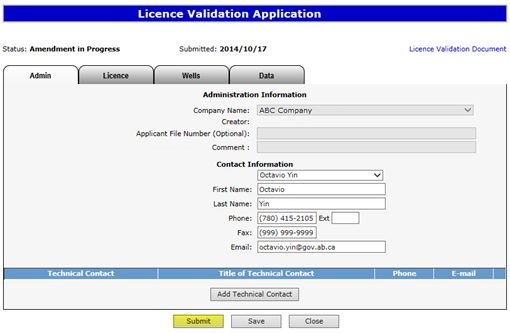 Licence Validation Application
Status: Amendment in Progress Submitted: 2014/10/17 Licence Validation Document
Admin Licence Wells Data
Administration Information
Company Name: ABC Company
Creator:
Applicant File Number (Optional):
Comment :
Contact Information
Octavio Yin
First Name: Octavio
Last Name: Yin
Phone: (780) 415-2105 Ext
Fax: (999) 999-9999
Email: octavio.yin@gov.ab.ca
Technical Contact Title of Technical Contact Phone E-mail
Add Technical Contact
Submit Save Close